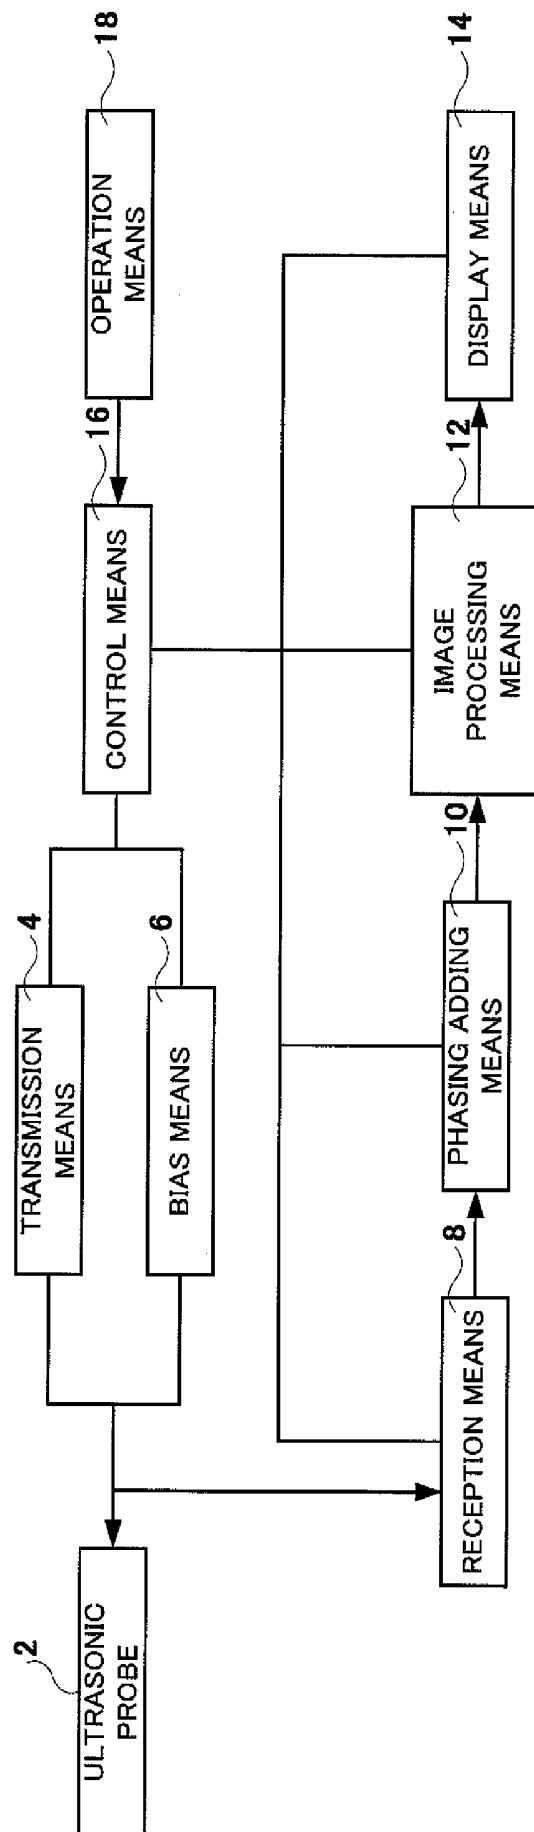 2
ULTRASONIC
PROBE
4
TRANSMISSION
MEANS
6
BIAS MEANS
16
CONTROL MEANS
18
OPERATION
MEANS
8
RECEPTION MEANS
10
PHASING ADDING
MEANS
12
IMAGE
PROCESSING
MEANS
14
DISPLAY MEANS